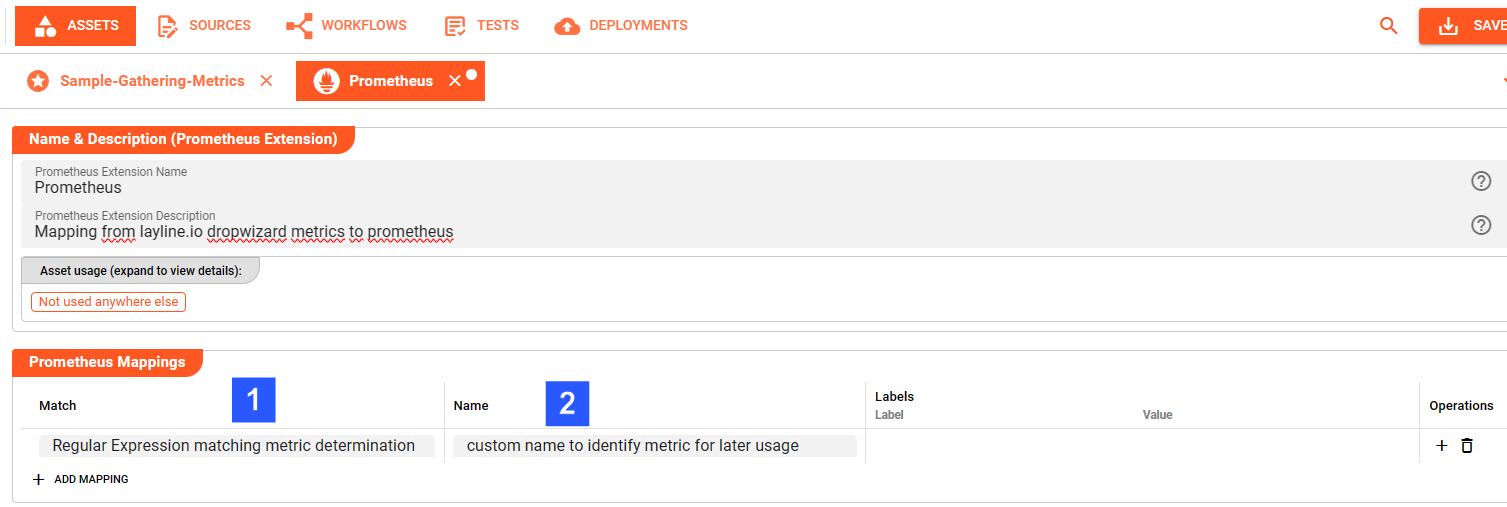 ASSETS SOURCES WORKFLOWS TESTS DEPLOYMENTS SAVE
Sample-Gathering-Metrics Prometheus
Name & Description (Prometheus Extension)
Prometheus Extension Name
Prometheus
Prometheus Extension Description
Mapping from layline.io dropwizard metrics to prometheus
Asset usage (expand to view details):
Not used anywhere else
Prometheus Mappings
1 2
Labels
Match Name Operations
Label Value
Regular Expression matching metric determination custom name to identify metric for later usage
ADD MAPPING